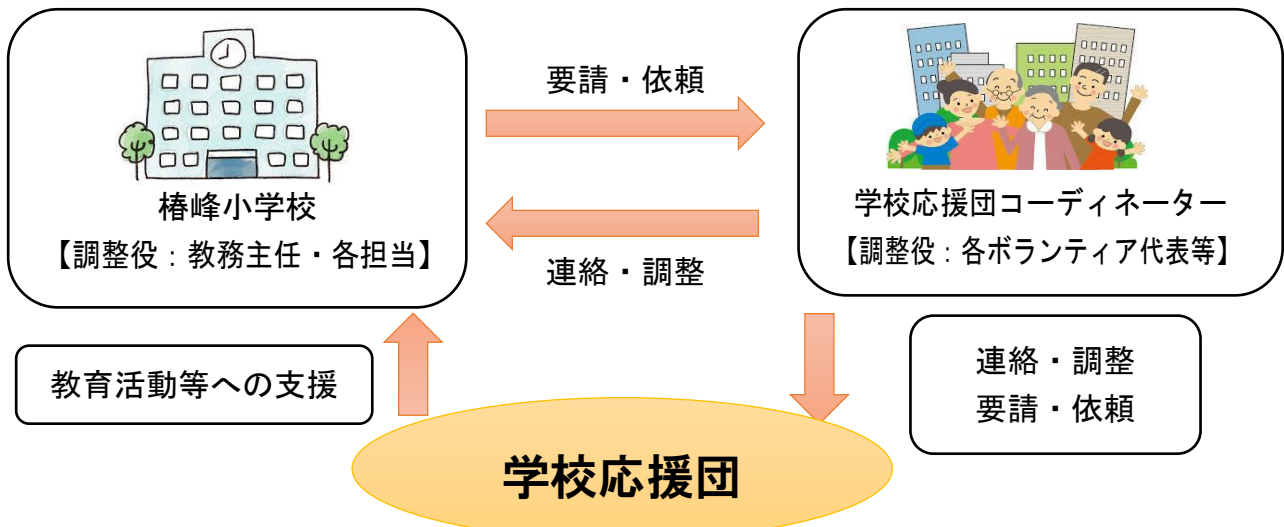 要請・依頼
椿峰小学校
【調整役：教務主任・各担当】
学校応援団コーディネーター
【調整役：各ボランティア代表等】
連絡・調整
教育活動等への支援
連絡・調整
要請・依頼
学校応援団